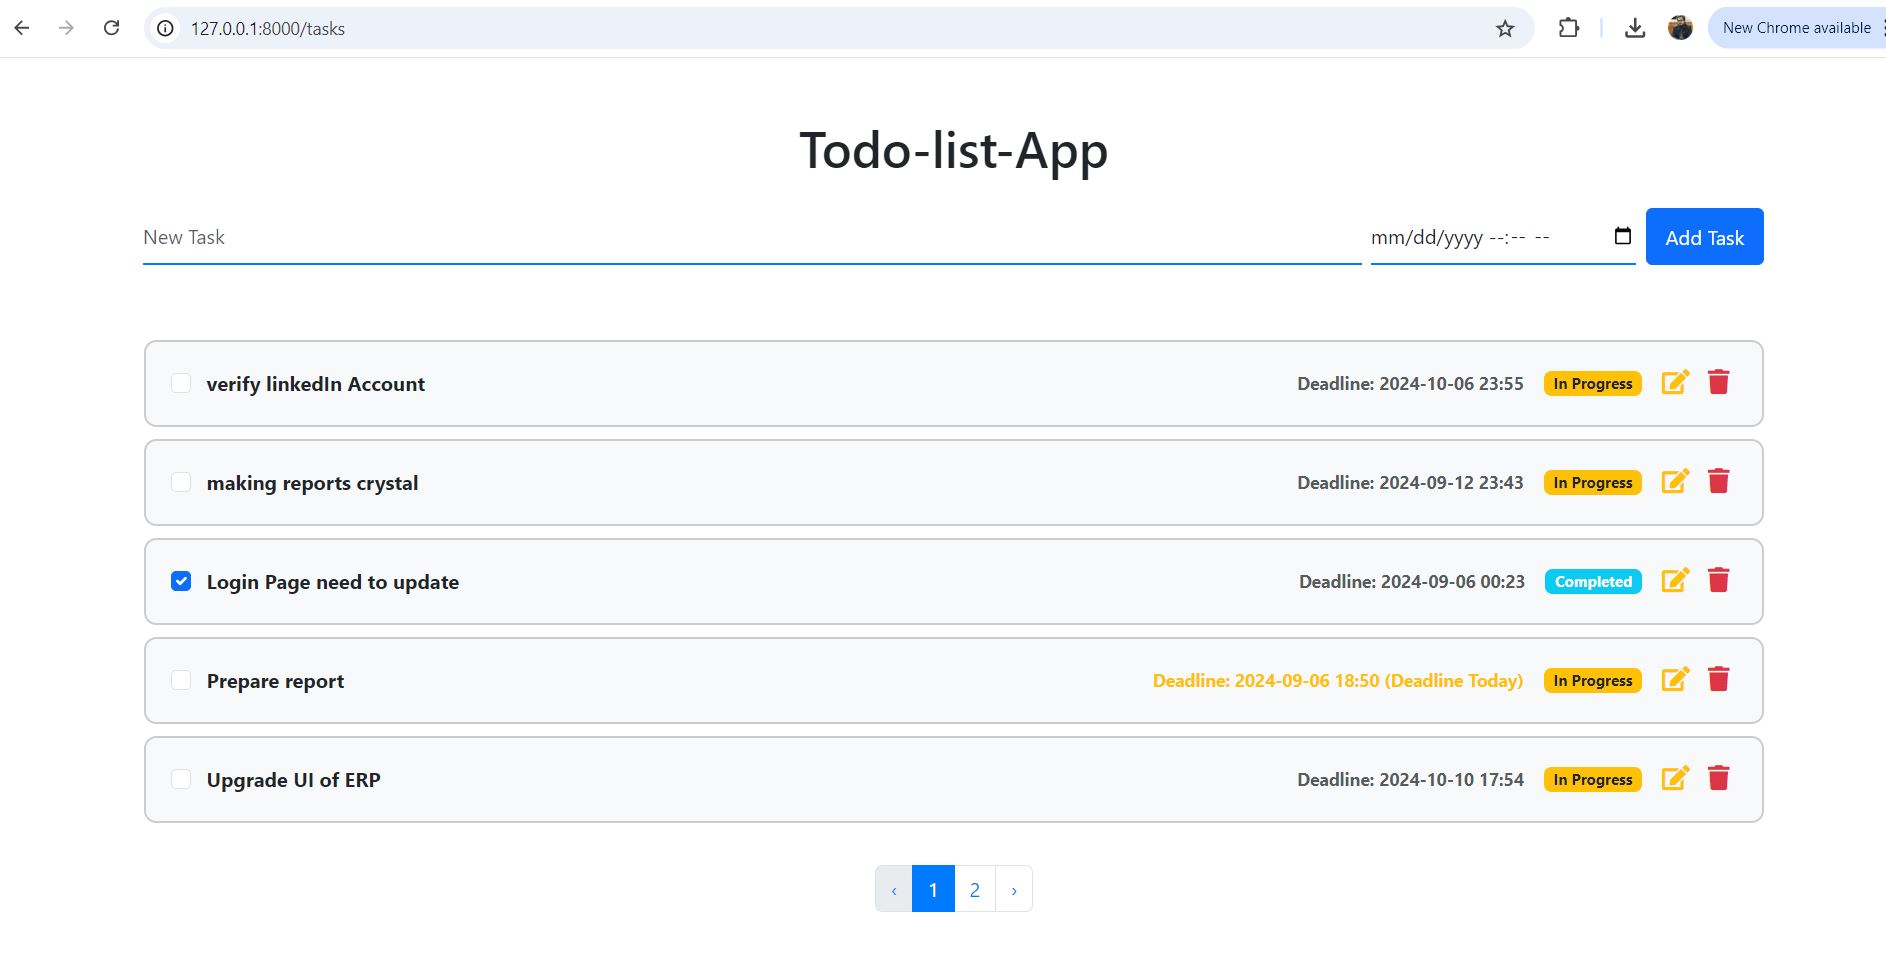 127.0.0.1:8000/tasks New Chrome available
Todo-list-App
New Task mm/dd/yyyy --:-- -- Add Task
verify linkedIn Account Deadline: 2024-10-06 23:55 In Progress
making reports crystal Deadline: 2024-09-12 23:43 In Progress
Login Page need to update Deadline: 2024-09-06 00:23 Completed
Prepare report Deadline: 2024-09-06 18:50 (Deadline Today) In Progress
Upgrade UI of ERP Deadline: 2024-10-10 17:54 In Progress
‹ 1 2 ›